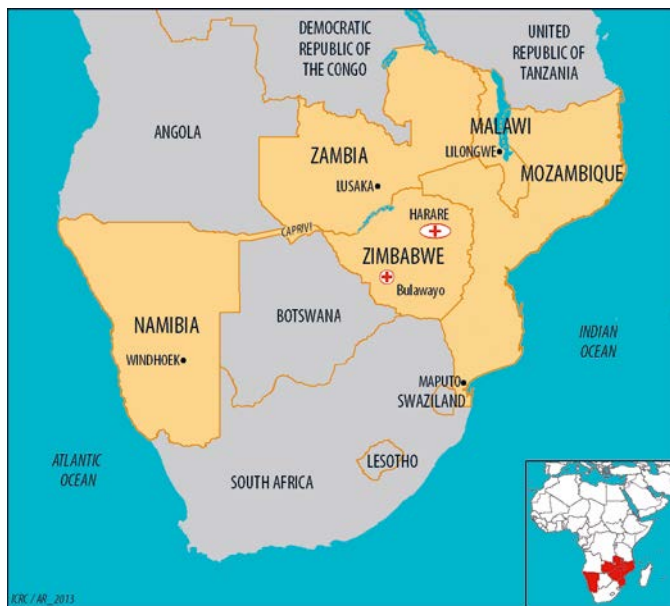 DEMOCRATIC
REPUBLIC OF
THE CONGO
UNITED
REPUBLIC OF
TANZANIA
ANGOLA
MALAWI
LILONGWE
ZAMBIA
LUSAKA
MOZAMBIQUE
HARARE
CAPRIVI
ZIMBABWE
Bulawayo
NAMIBIA
WINDHOEK
BOTSWANA
INDIAN
OCEAN
MAPUTO
SWAZILAND
ATLANTIC
OCEAN
LESOTHO
SOUTH AFRICA
ICRC / AR_2013